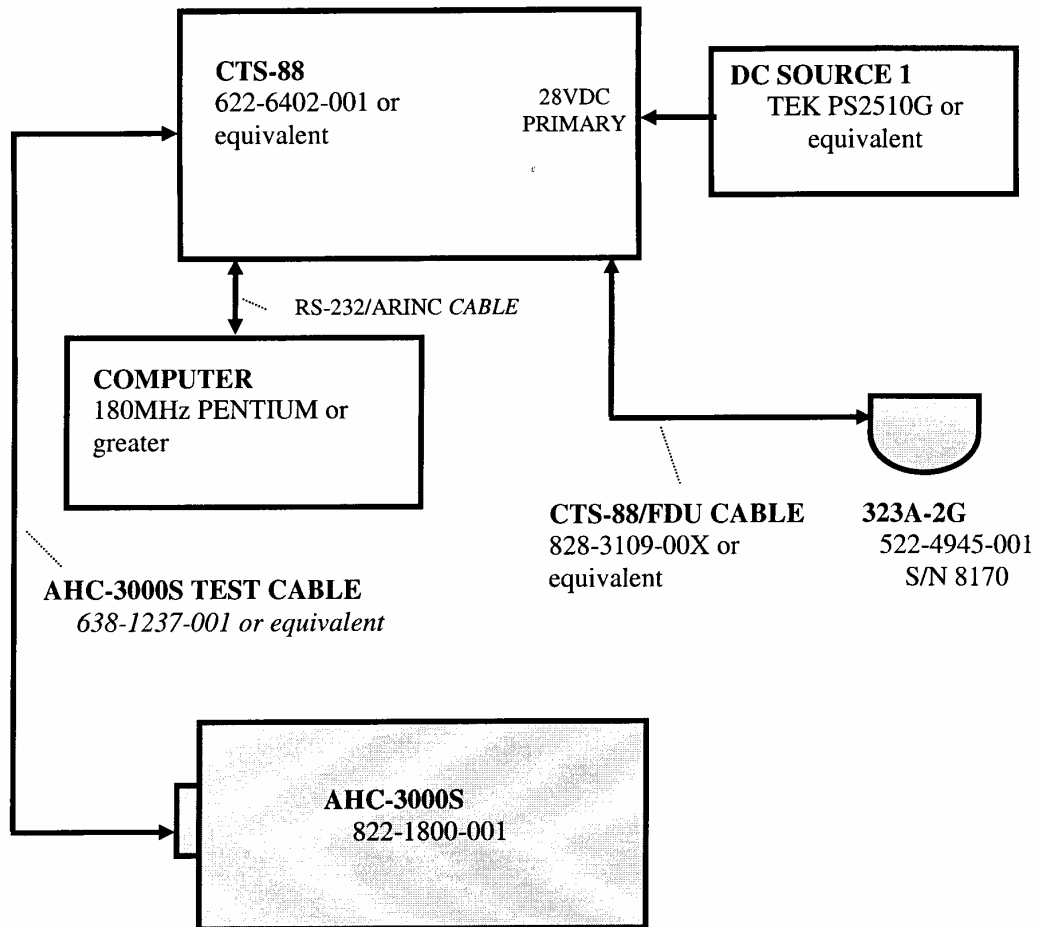 CTS-88
622-6402-001 or
equivalent
28VDC
PRIMARY
DC SOURCE 1
TEK PS2510G or
equivalent
RS-232/ARINC CABLE
COMPUTER
180MHz PENTIUM or
greater
CTS-88/FDU CABLE
828-3109-00X or
equivalent
323A-2G
522-4945-001
S/N 8170
AHC-3000S TEST CABLE
638-1237-001 or equivalent
AHC-3000S
822-1800-001